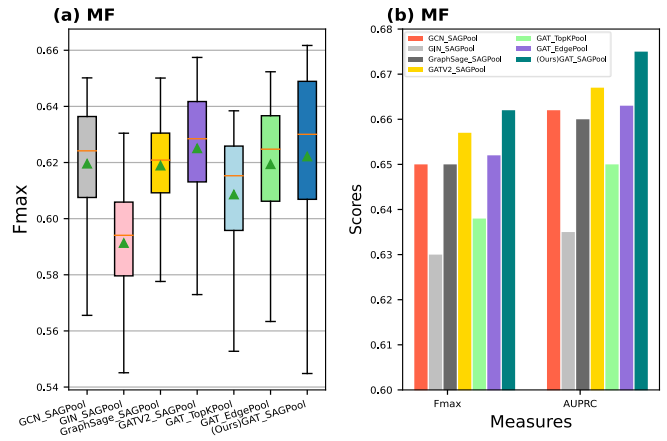 (a) MF
Fmax
0.66
0.64
0.62
0.60
0.58
0.56
0.54
GCN_SAGPool
GIN_SAGPool
GraphSage_SAGPool
GATV2_SAGPool
GAT_TopKPool
GAT_EdgePool
(Ours)GAT_SAGPool
(b) MF
Scores
0.68
0.67
0.66
0.65
0.64
0.63
0.62
0.61
0.60
GCN_SAGPool
GIN_SAGPool
GraphSage_SAGPool
GATV2_SAGPool
GAT_TopKPool
GAT_EdgePool
(Ours)GAT_SAGPool
Fmax
AUPRC
Measures